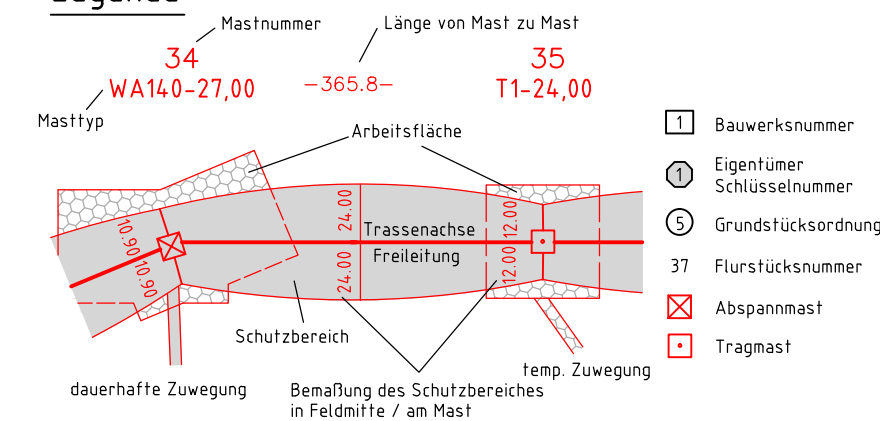 Legende
Mastnummer
Länge von Mast zu Mast
34
35
WA140-27,00
-365.8-
T1-24,00
Masttyp
Arbeitsfläche
1 Bauwerksnummer
1 Eigentümer
Schlüsselnummer
5 Grundstücksordnung
37 Flurstücksnummer
Abspannmast
Tragmast
10.90
10.90
24.00
24.00
Trassenachse
Freileitung
12.00
12.00
Schutzbereich
temp. Zuwegung
dauerhafte Zuwegung
Bemaßung des Schutzbereiches
in Feldmitte / am Mast